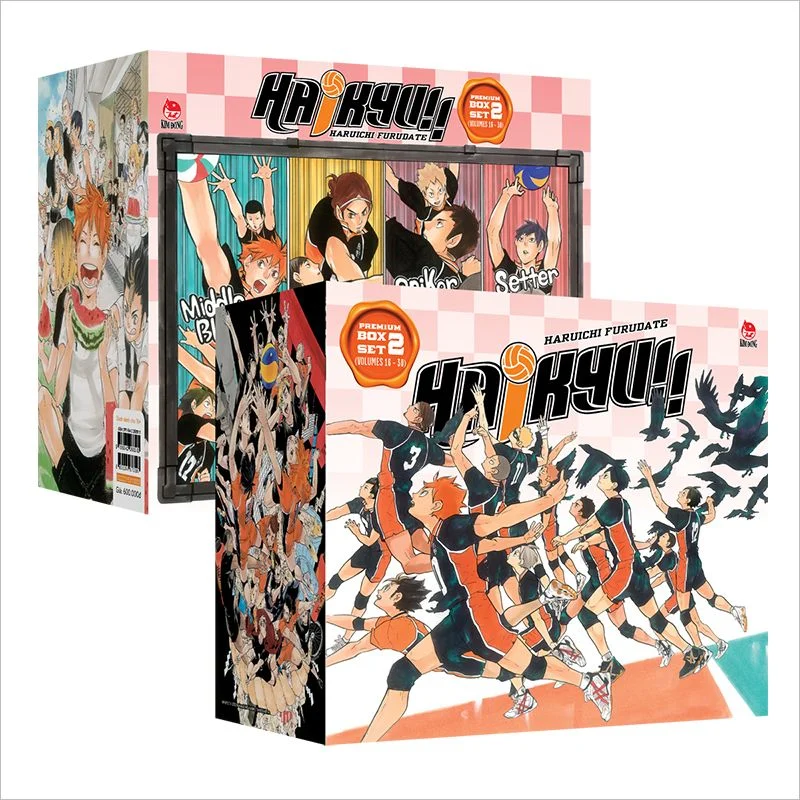 HAIKYU!!
HARUICHI FURUDATE
PREMIUM
BOX
SET 2
(VOLUMES 16 - 30)
KIM ĐỒNG
Middle
Setter
Giá: 600.000đ
PREMIUM
BOX
SET 2
(VOLUMES 16 - 30)
HARUICHI FURUDATE
HAIKYU!!
KIM ĐỒNG
3